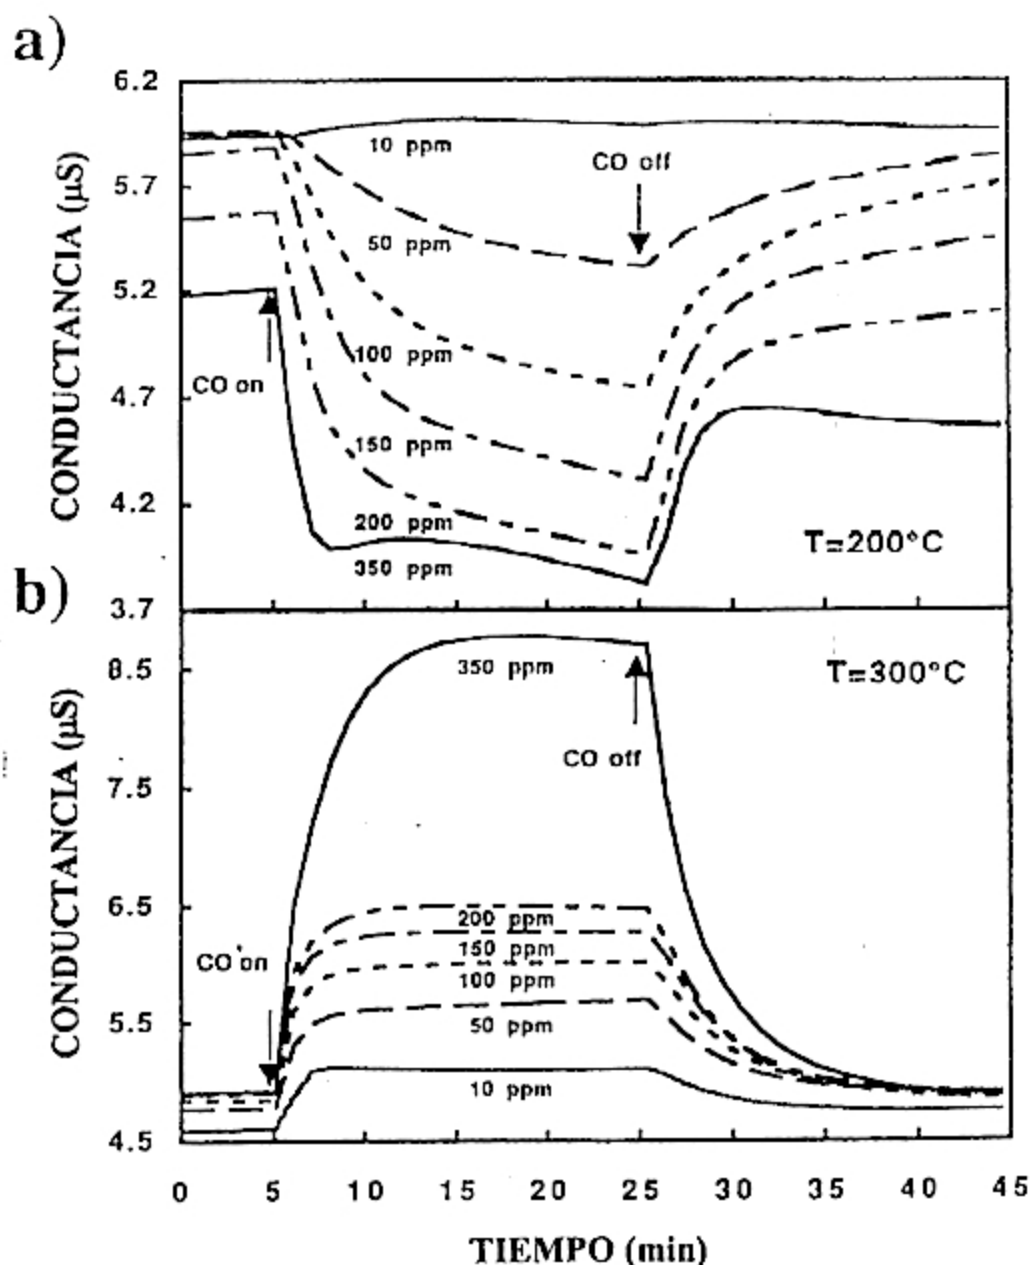 a)
6.2
5.7
5.2
4.7
4.2
3.7
CONDUCTANCIA (µS)
10 ppm
CO off
50 ppm
CO on
100 ppm
150 ppm
200 ppm
350 ppm
T=200°C
b)
8.5
7.5
6.5
5.5
4.5
CONDUCTANCIA (µS)
350 ppm
T=300°C
CO off
200 ppm
CO on
150 ppm
100 ppm
50 ppm
10 ppm
0 5 10 15 20 25 30 35 40 45
TIEMPO (min)